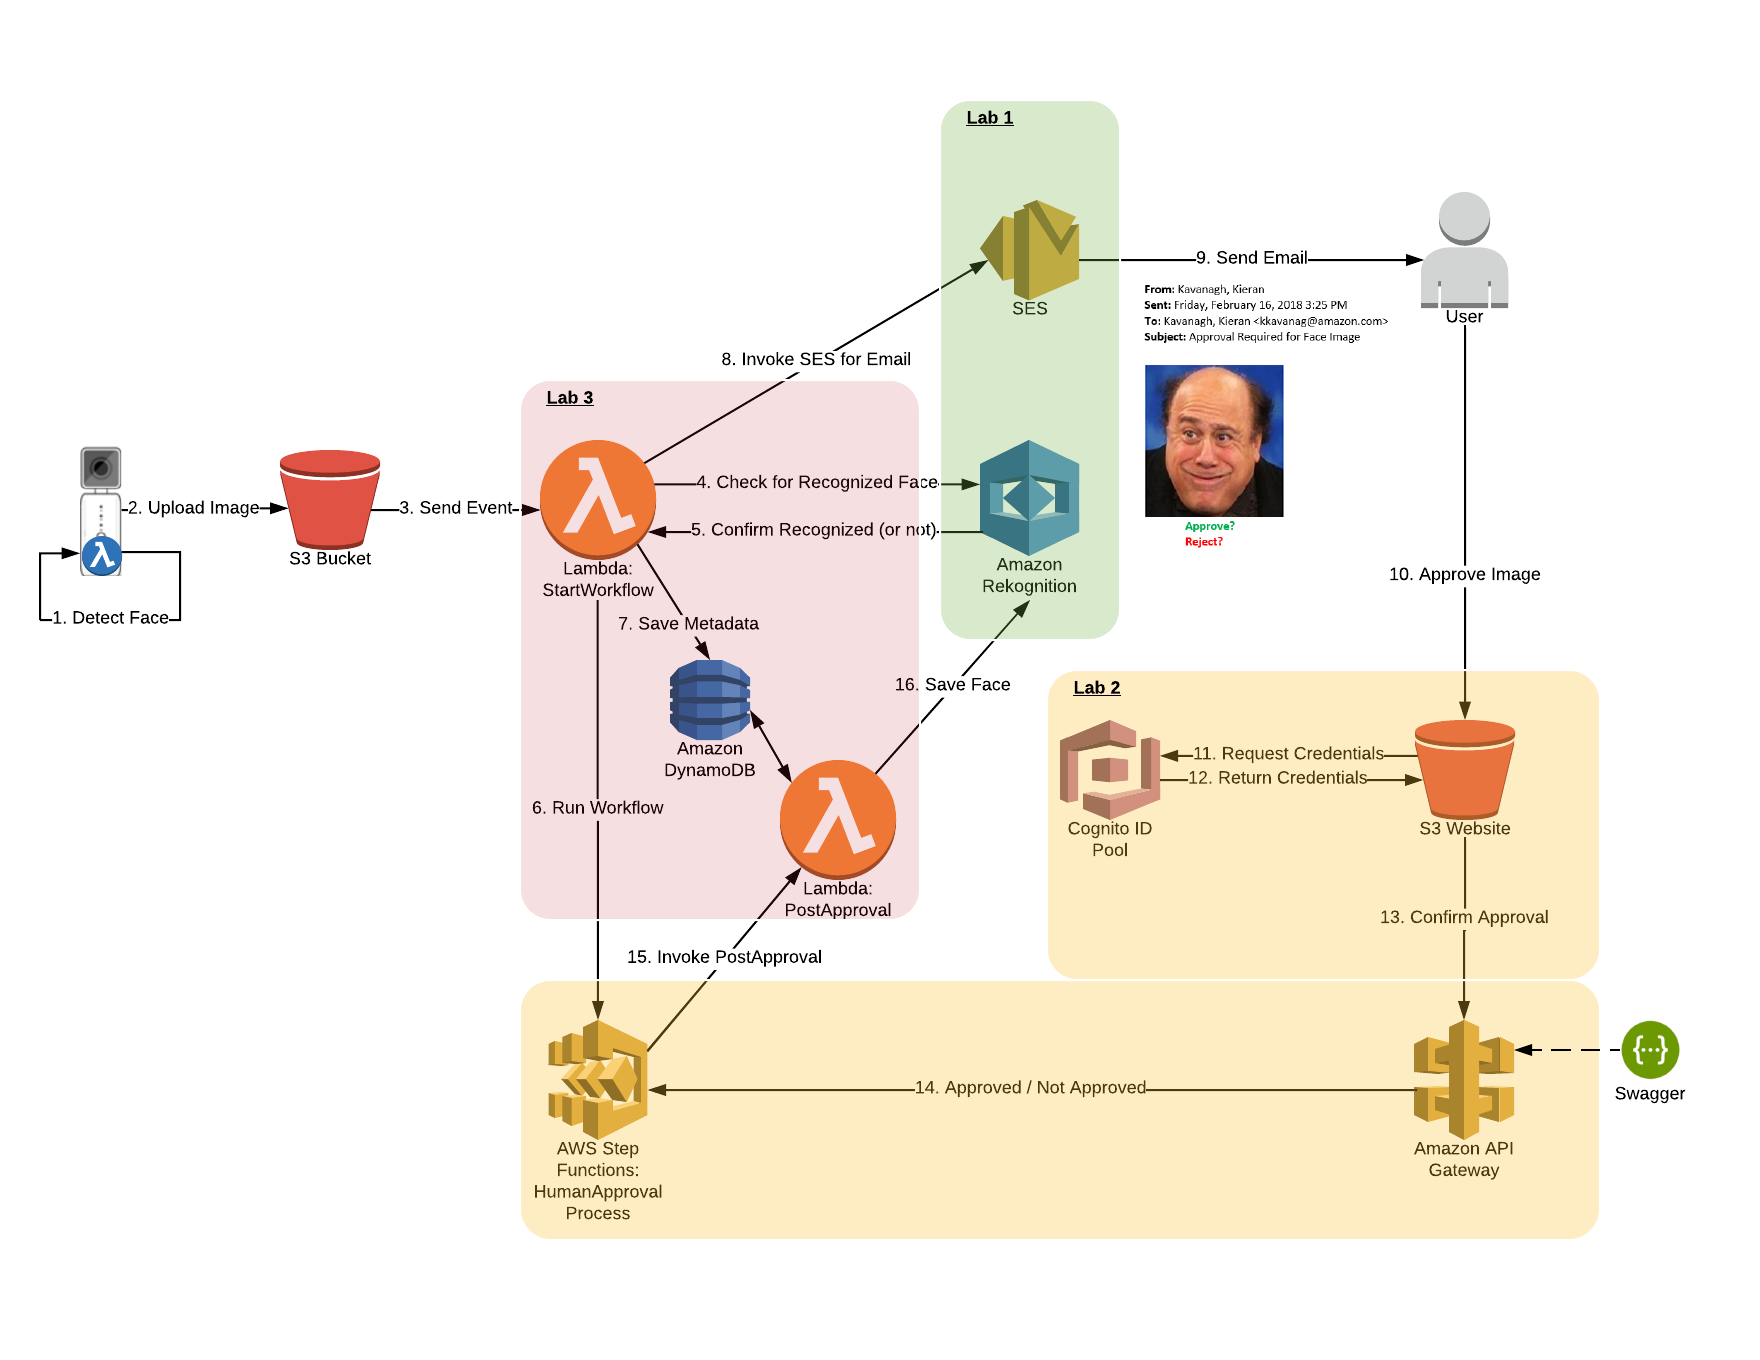 Lab 1
SES
9. Send Email
User
From: Kavanagh, Kieran
Sent: Friday, February 16, 2018 3:25 PM
To: Kavanagh, Kieran <kkavanag@amazon.com>
Subject: Approval Required for Face Image
Approve?
Reject?
8. Invoke SES for Email
Lab 3
4. Check for Recognized Face
5. Confirm Recognized (or not)
Amazon
Rekognition
2. Upload Image
S3 Bucket
3. Send Event
1. Detect Face
Lambda:
StartWorkflow
7. Save Metadata
Amazon
DynamoDB
6. Run Workflow
16. Save Face
Lambda:
PostApproval
15. Invoke PostApproval
10. Approve Image
Lab 2
11. Request Credentials
12. Return Credentials
Cognito ID
Pool
S3 Website
13. Confirm Approval
14. Approved / Not Approved
AWS Step
Functions:
HumanApproval
Process
Amazon API
Gateway
{···}
Swagger